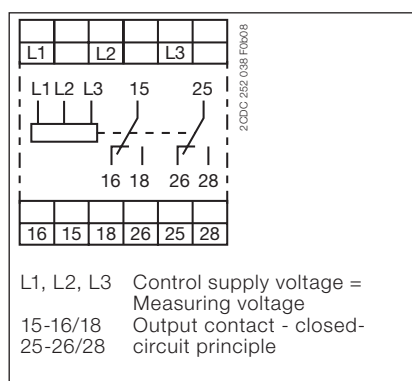 L1 L2 L3
2CDC 252 038 F0b08
L1 L2 L3 15 25
16 18 26 28
16 15 18 26 25 28
L1, L2, L3 Control supply voltage =
Measuring voltage
15-16/18 Output contact - closed-
25-26/28 circuit principle